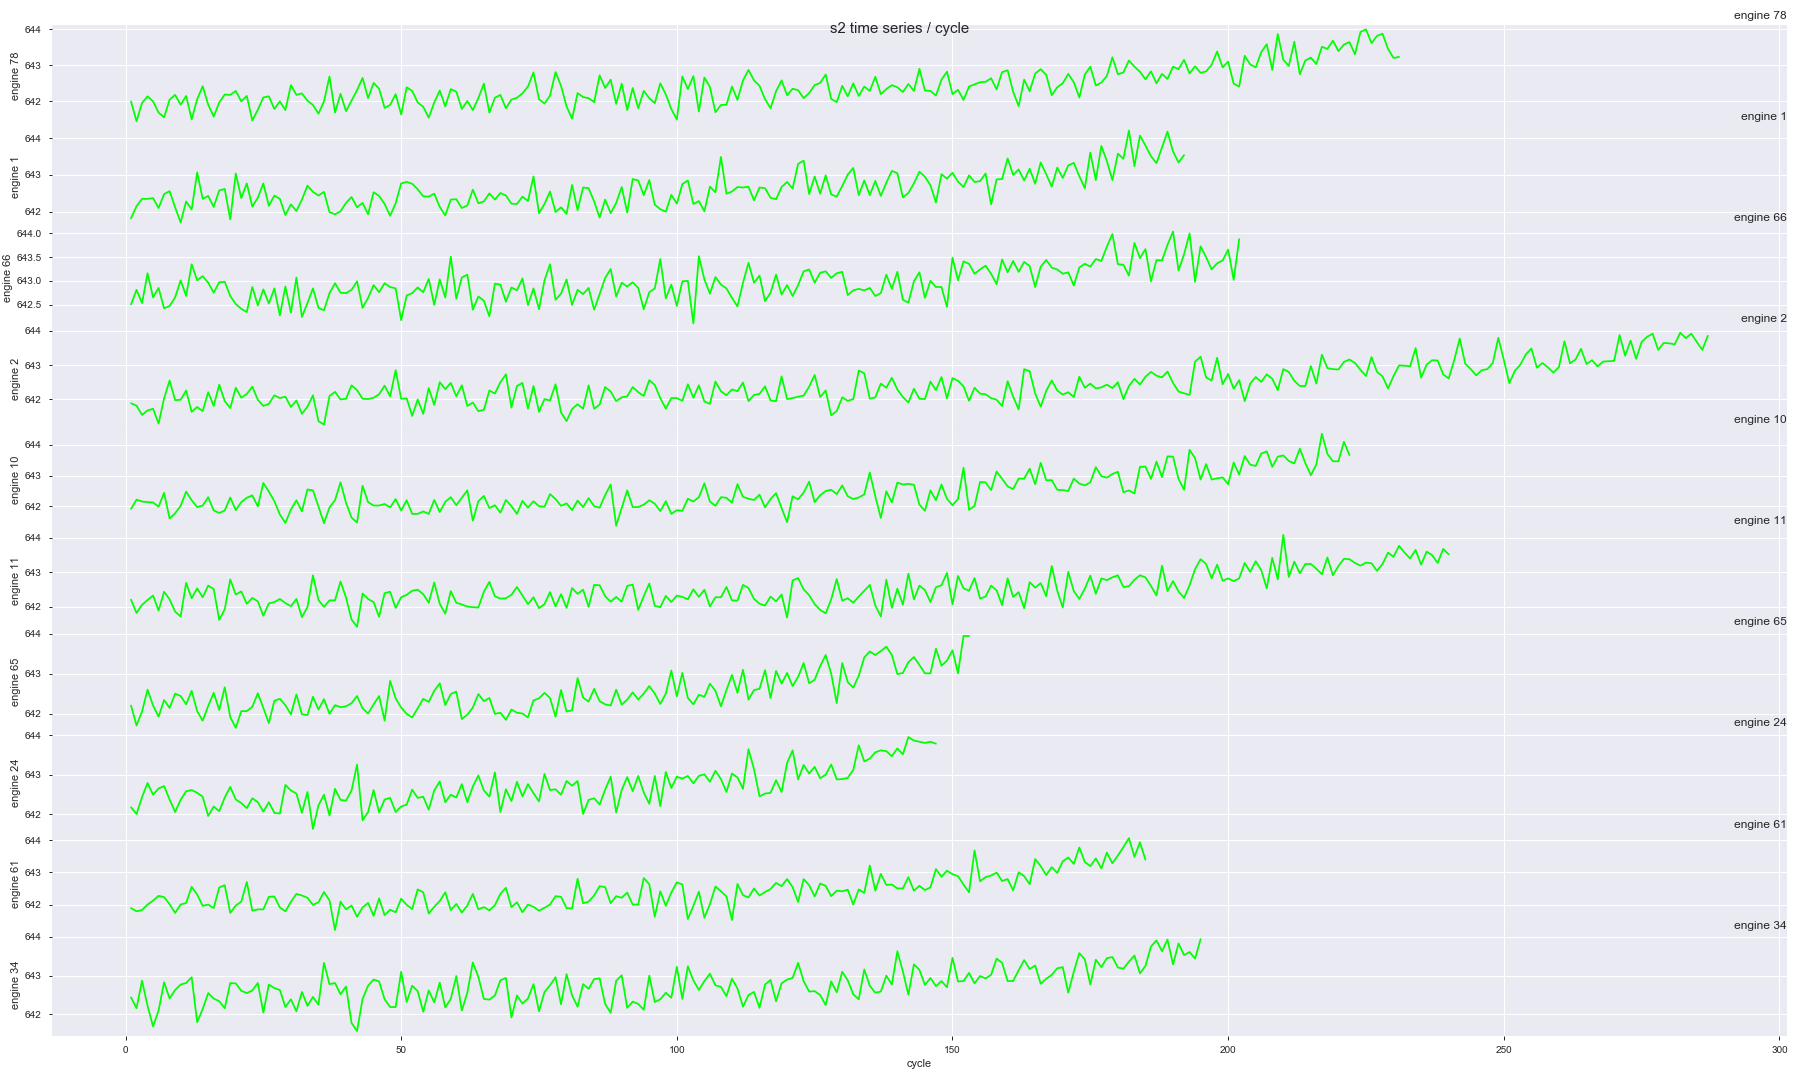 s2 time series / cycle
engine 78
engine 78
644
643
642
engine 1
engine 1
644
643
642
engine 66
engine 66
644.0
643.5
643.0
642.5
engine 2
engine 2
644
643
642
engine 10
engine 10
644
643
642
engine 11
engine 11
644
643
642
engine 65
engine 65
644
643
642
engine 24
engine 24
644
643
642
engine 61
engine 61
644
643
642
engine 34
engine 34
644
643
642
0 50 100 150 200 250 300
cycle